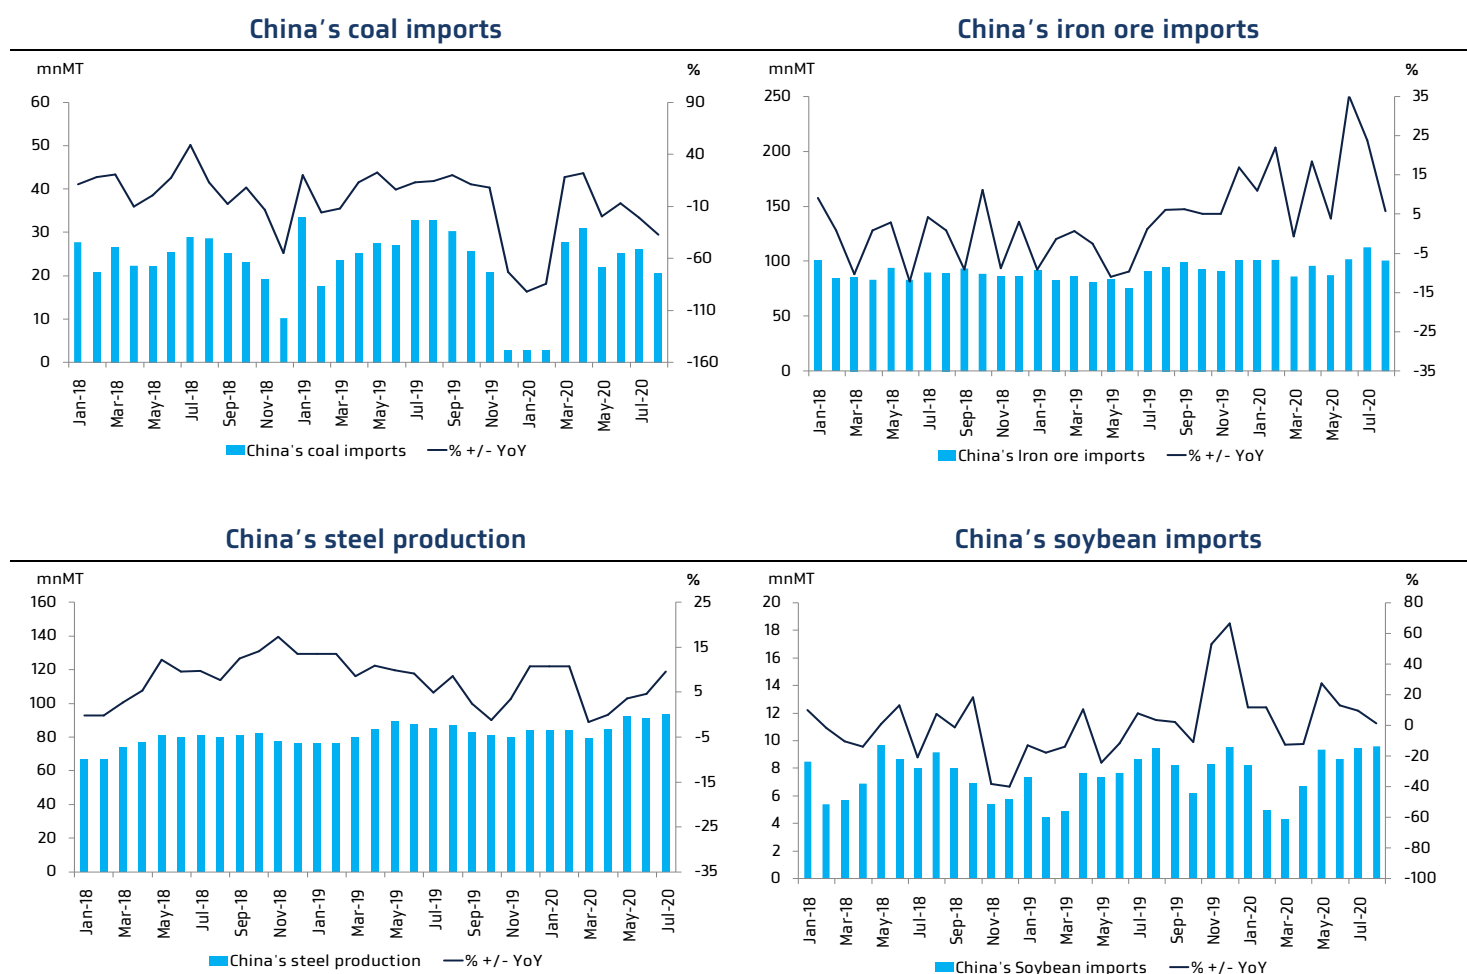 China's coal imports
mnMT
%
60
50
40
30
20
10
0
90
40
-10
-60
-110
-160
Jan-18
Mar-18
May-18
Jul-18
Sep-18
Nov-18
Jan-19
Mar-19
May-19
Jul-19
Sep-19
Nov-19
Jan-20
Mar-20
May-20
Jul-20
China's coal imports
% +/- YoY
China's iron ore imports
mnMT
%
250
200
150
100
50
0
35
25
15
5
-5
-15
-25
-35
Jan-18
Mar-18
May-18
Jul-18
Sep-18
Nov-18
Jan-19
Mar-19
May-19
Jul-19
Sep-19
Nov-19
Jan-20
Mar-20
May-20
Jul-20
China's Iron ore imports
% +/- YoY
China's steel production
mnMT
%
160
140
120
100
80
60
40
20
0
25
15
5
-5
-15
-25
-35
Jan-18
Mar-18
May-18
Jul-18
Sep-18
Nov-18
Jan-19
Mar-19
May-19
Jul-19
Sep-19
Nov-19
Jan-20
Mar-20
May-20
Jul-20
China's steel production
% +/- YoY
China's soybean imports
mnMT
%
20
18
16
14
12
10
8
6
4
2
0
80
60
40
20
0
-20
-40
-60
-80
-100
Jan-18
Mar-18
May-18
Jul-18
Sep-18
Nov-18
Jan-19
Mar-19
May-19
Jul-19
Sep-19
Nov-19
Jan-20
Mar-20
May-20
Jul-20
China's Soybean imports
% +/- YoY